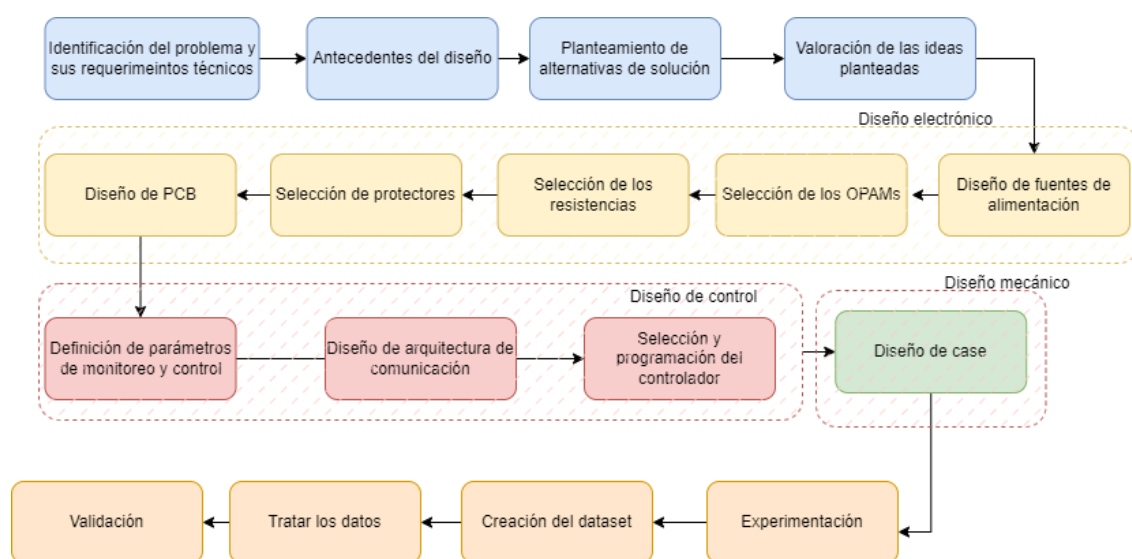 Identificación del problema y
sus requerimeintos técnicos
Antecedentes del diseño
Planteamiento de
alternativas de solución
Valoración de las ideas
planteadas
Diseño electrónico
Diseño de PCB
Selección de protectores
Selección de los
resistencias
Selección de los OPAMs
Diseño de fuentes de
alimentación
Diseño de control
Diseño mecánico
Definición de parámetros
de monitoreo y control
Diseño de arquitectura de
comunicación
Selección y
programación del
controlador
Diseño de case
Validación
Tratar los datos
Creación del dataset
Experimentación